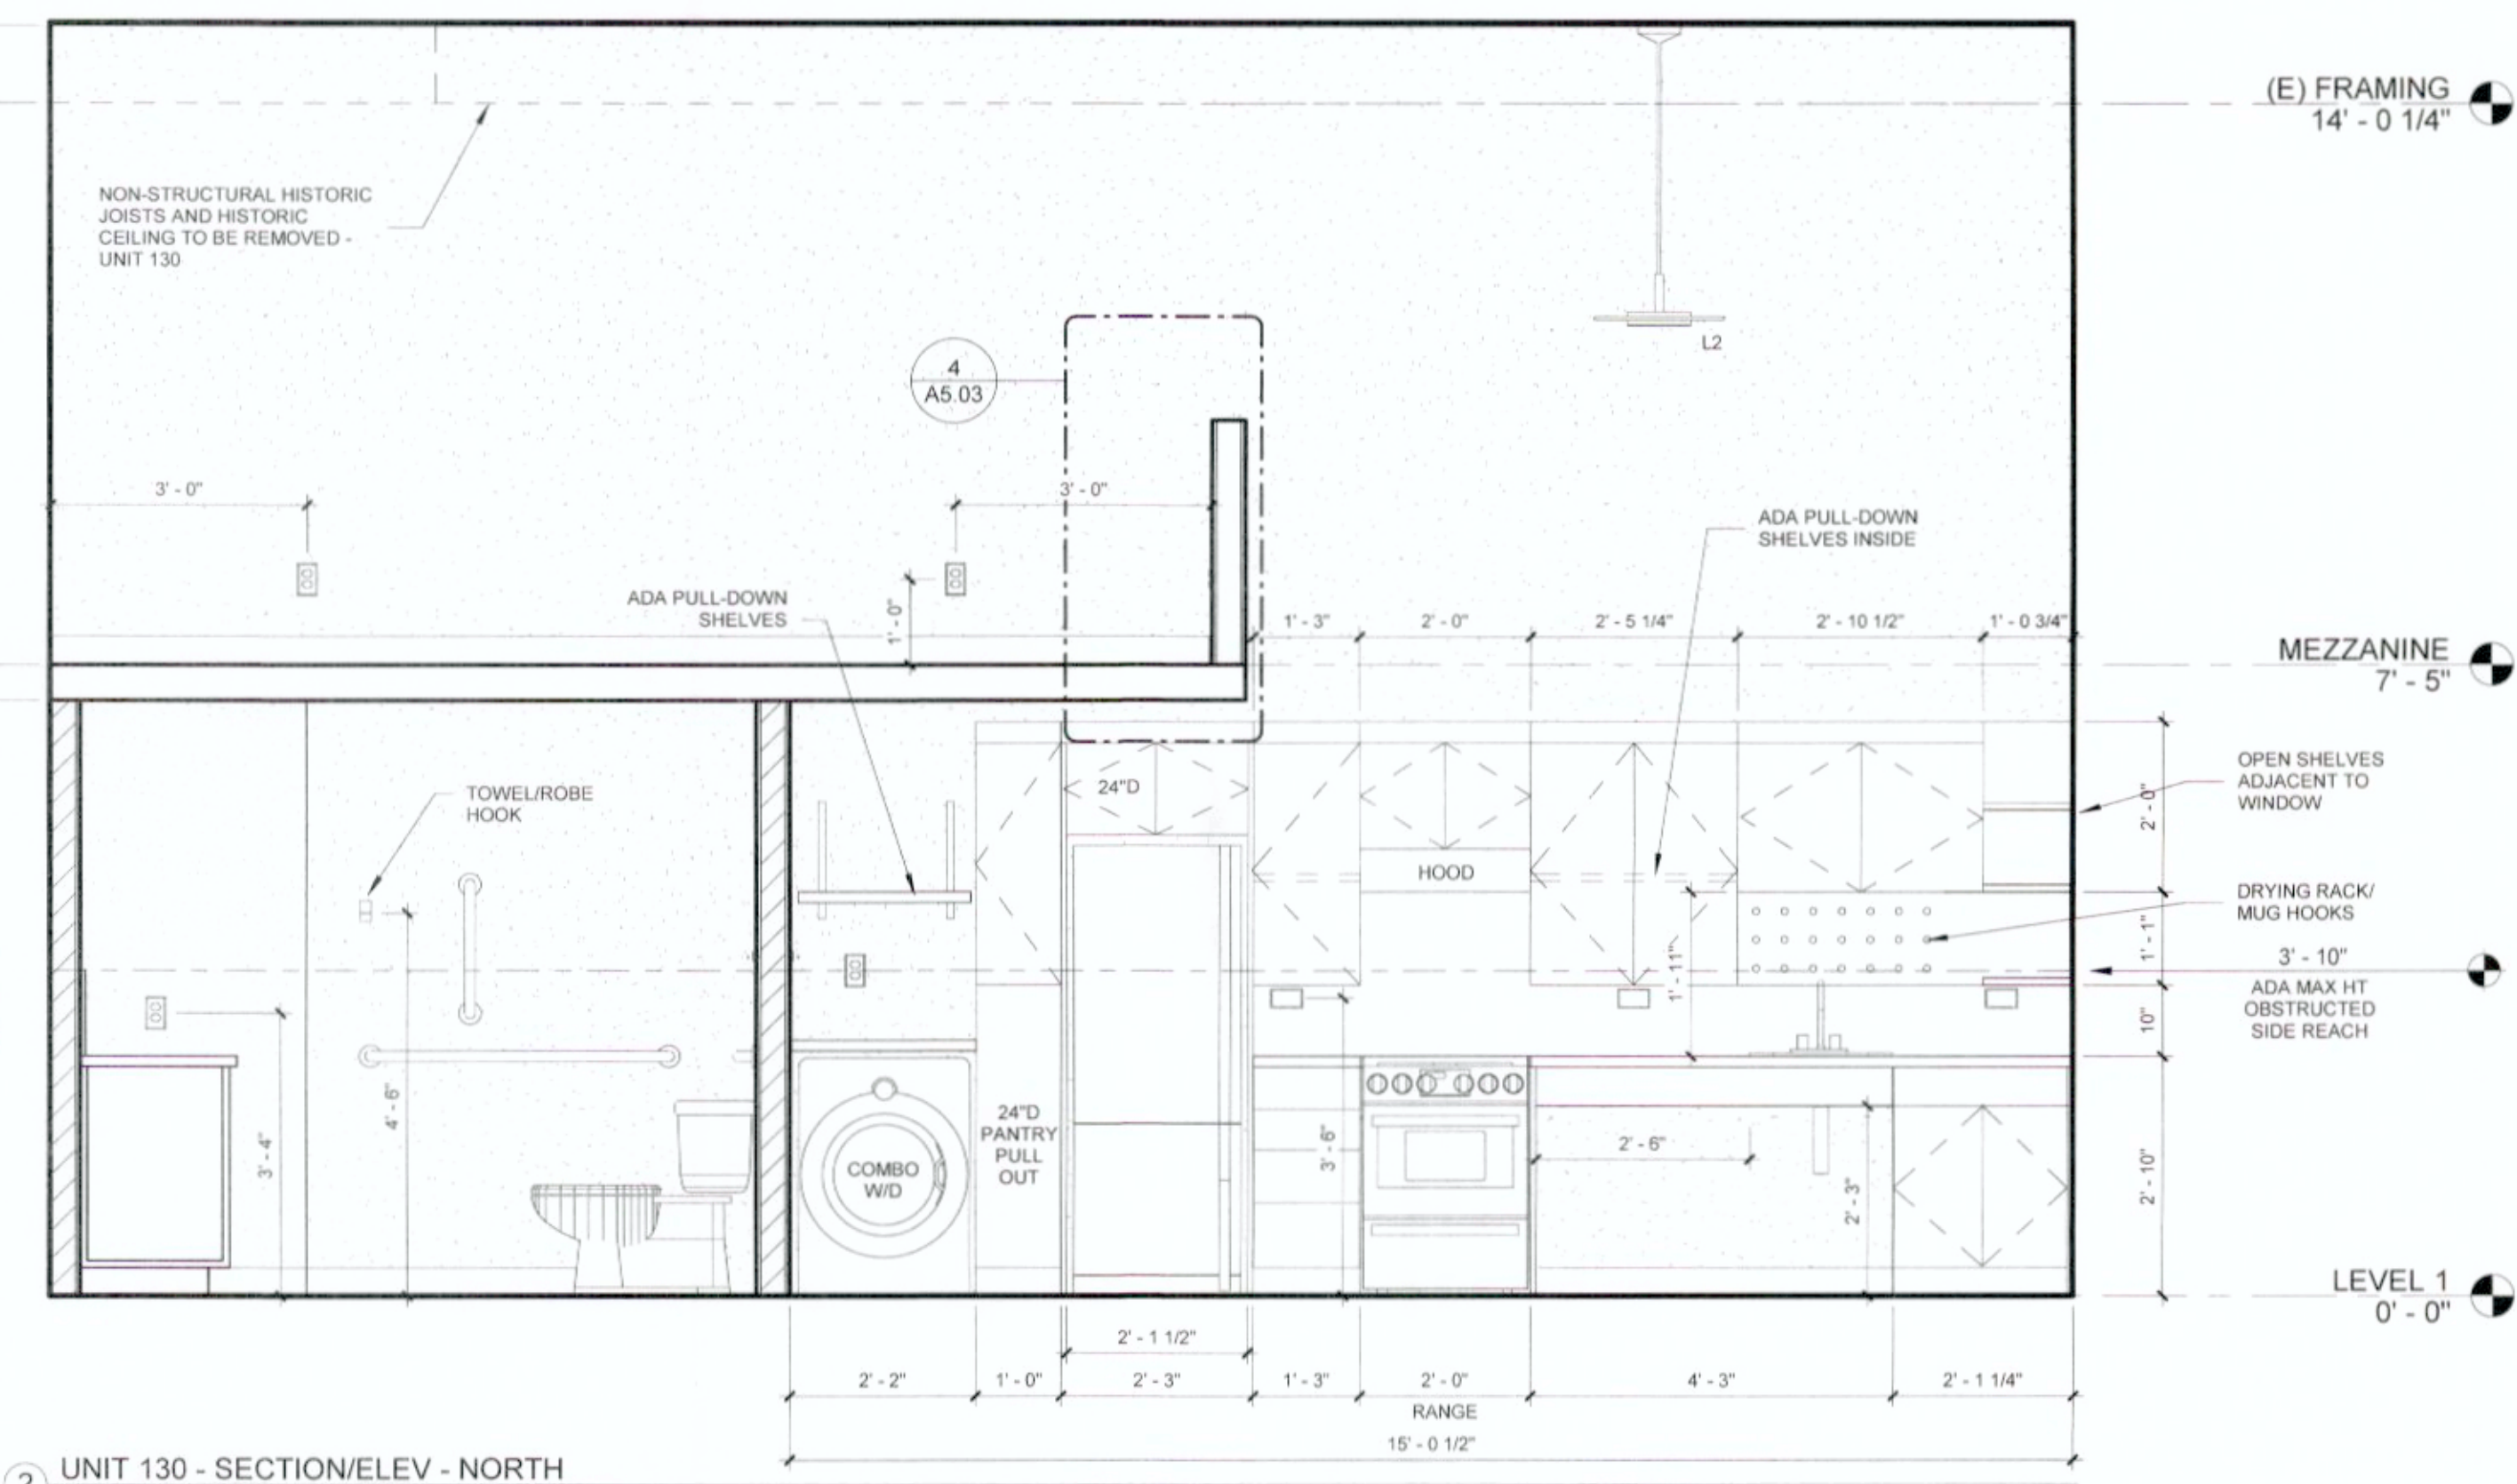 (E) FRAMING
14' - 0 1/4"
NON-STRUCTURAL HISTORIC
JOISTS AND HISTORIC
CEILING TO BE REMOVED -
UNIT 130
L2
4
A5.03
3' - 0"
3' - 0"
ADA PULL-DOWN
SHELVES INSIDE
ADA PULL-DOWN
SHELVES
1' - 0"
1' - 3"
2' - 0"
2' - 5 1/4"
2' - 10 1/2"
1' - 0 3/4"
MEZZANINE
7' - 5"
TOWEL/ROBE
HOOK
24"D
HOOD
2' - 0"
OPEN SHELVES
ADJACENT TO
WINDOW
DRYING RACK/
MUG HOOKS
1' - 1"
3' - 10"
ADA MAX HT
OBSTRUCTED
SIDE REACH
1' - 11"
10"
4' - 6"
3' - 4"
COMBO
W/D
24"D
PANTRY
PULL
OUT
3' - 6"
2' - 6"
2' - 3"
2' - 10"
LEVEL 1
0' - 0"
2' - 1 1/2"
2' - 2"
1' - 0"
2' - 3"
1' - 3"
2' - 0"
4' - 3"
2' - 1 1/4"
RANGE
15' - 0 1/2"
UNIT 130 - SECTION/ELEV - NORTH